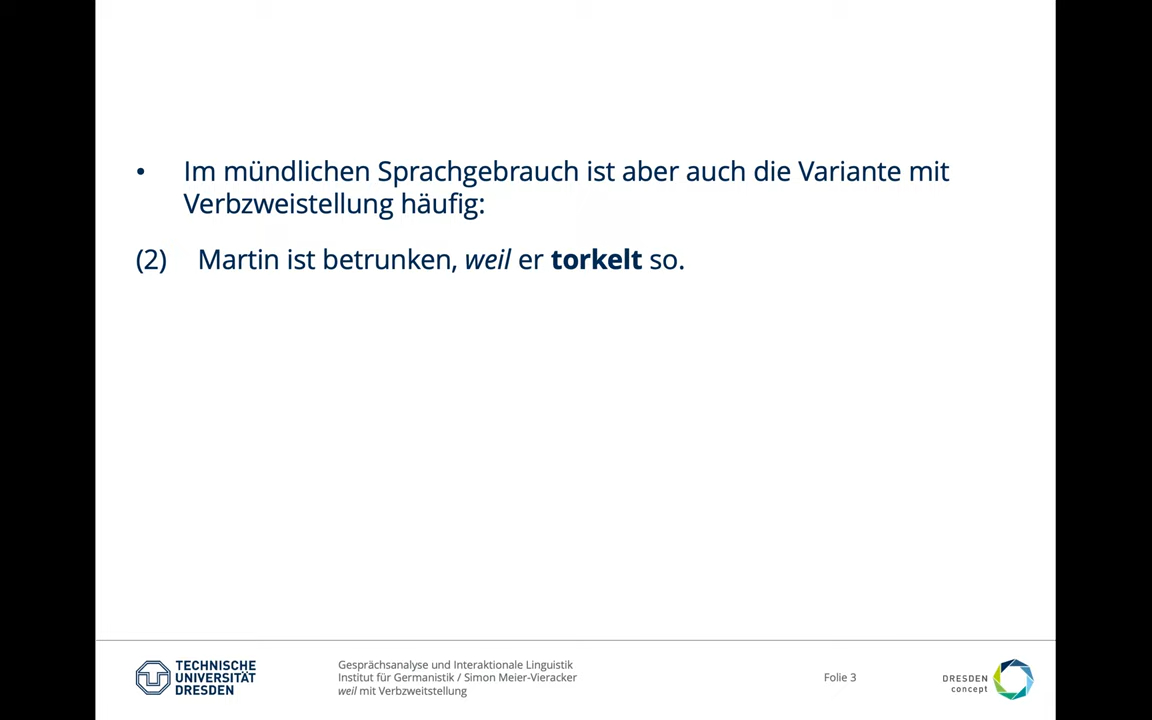 • Im mündlichen Sprachgebrauch ist aber auch die Variante mit
Verbzweistellung häufig:
(2) Martin ist betrunken, weil er torkelt so.
TECHNISCHE
UNIVERSITÄT
DRESDEN
Gesprächsanalyse und Interaktionale Linguistik
Institut für Germanistik / Simon Meier-Vieracker
weil mit Verbzweitstellung
Folie 3
DRESDEN
concept